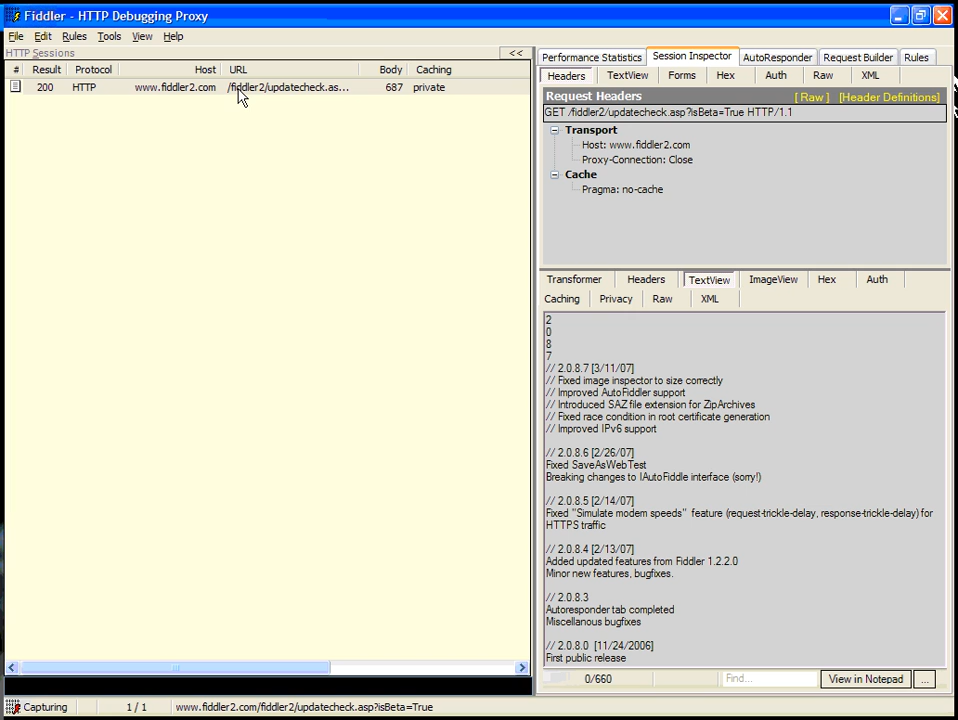 Fiddler - HTTP Debugging Proxy
File Edit Rules Tools View Help
HTTP Sessions
<<
# Result Protocol Host URL Body Caching
200 HTTP www.fiddler2.com /fiddler2/updatecheck.as... 687 private
Performance Statistics Session Inspector AutoResponder Request Builder Rules
Headers TextView Forms Hex Auth Raw XML
Request Headers [ Raw ] [Header Definitions]
GET /fiddler2/updatecheck.asp?isBeta=True HTTP/1.1
Transport
Host: www.fiddler2.com
Proxy-Connection: Close
Cache
Pragma: no-cache
Transformer Headers TextView ImageView Hex Auth
Caching Privacy Raw XML
2
0
8
7
// 2.0.8.7 [3/11/07]
// Fixed image inspector to size correctly
// Improved AutoFiddler support
// Introduced SAZ file extension for ZipArchives
// Fixed race condition in root certificate generation
// Improved IPv6 support
// 2.0.8.6 [2/26/07]
Fixed SaveAsWebTest
Breaking changes to IAutoFiddle interface (sorry!)
// 2.0.8.5 [2/14/07]
Fixed "Simulate modem speeds" feature (request-trickle-delay, response-trickle-delay) for
HTTPS traffic
// 2.0.8.4 [2/13/07]
Added updated features from Fiddler 1.2.2.0
Minor new features, bugfixes.
// 2.0.8.3
Autoresponder tab completed
Miscellanous bugfixes
// 2.0.8.0 [11/24/2006]
First public release
0/660 Find... View in Notepad ...
Capturing 1 / 1 www.fiddler2.com/fiddler2/updatecheck.asp?isBeta=True